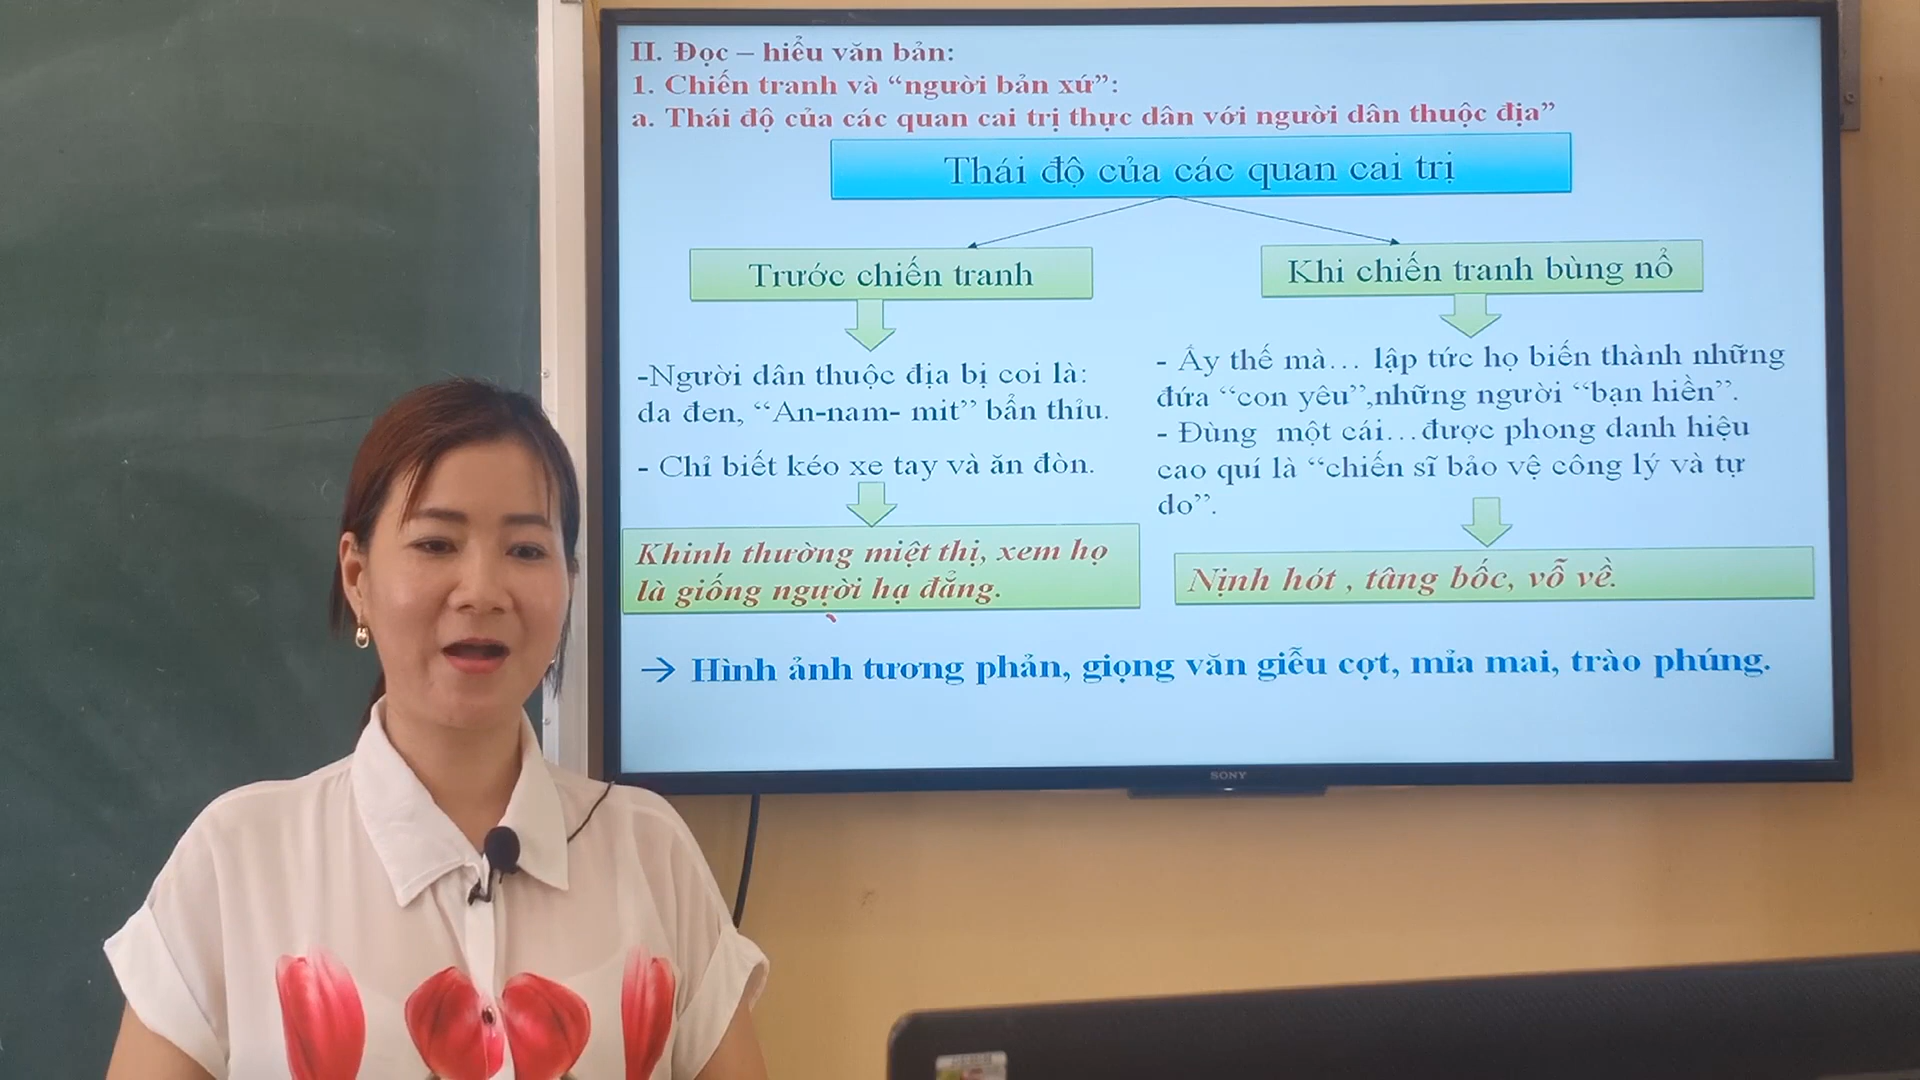 II. Đọc – hiểu văn bản:
1. Chiến tranh và “người bản xứ”:
a. Thái độ của các quan cai trị thực dân với người dân thuộc địa”
Thái độ của các quan cai trị
Trước chiến tranh
-Người dân thuộc địa bị coi là:
da đen, “An-nam- mit” bẩn thỉu.
- Chỉ biết kéo xe tay và ăn đòn.
Khinh thường miệt thị, xem họ
là giống người hạ đẳng.
Khi chiến tranh bùng nổ
- Ấy thế mà… lập tức họ biến thành những
đứa “con yêu”,những người “bạn hiền”.
- Đùng một cái…được phong danh hiệu
cao quí là “chiến sĩ bảo vệ công lý và tự
do”.
Nịnh hót , tâng bốc, vỗ về.
→ Hình ảnh tương phản, giọng văn giễu cợt, mỉa mai, trào phúng.
SONY